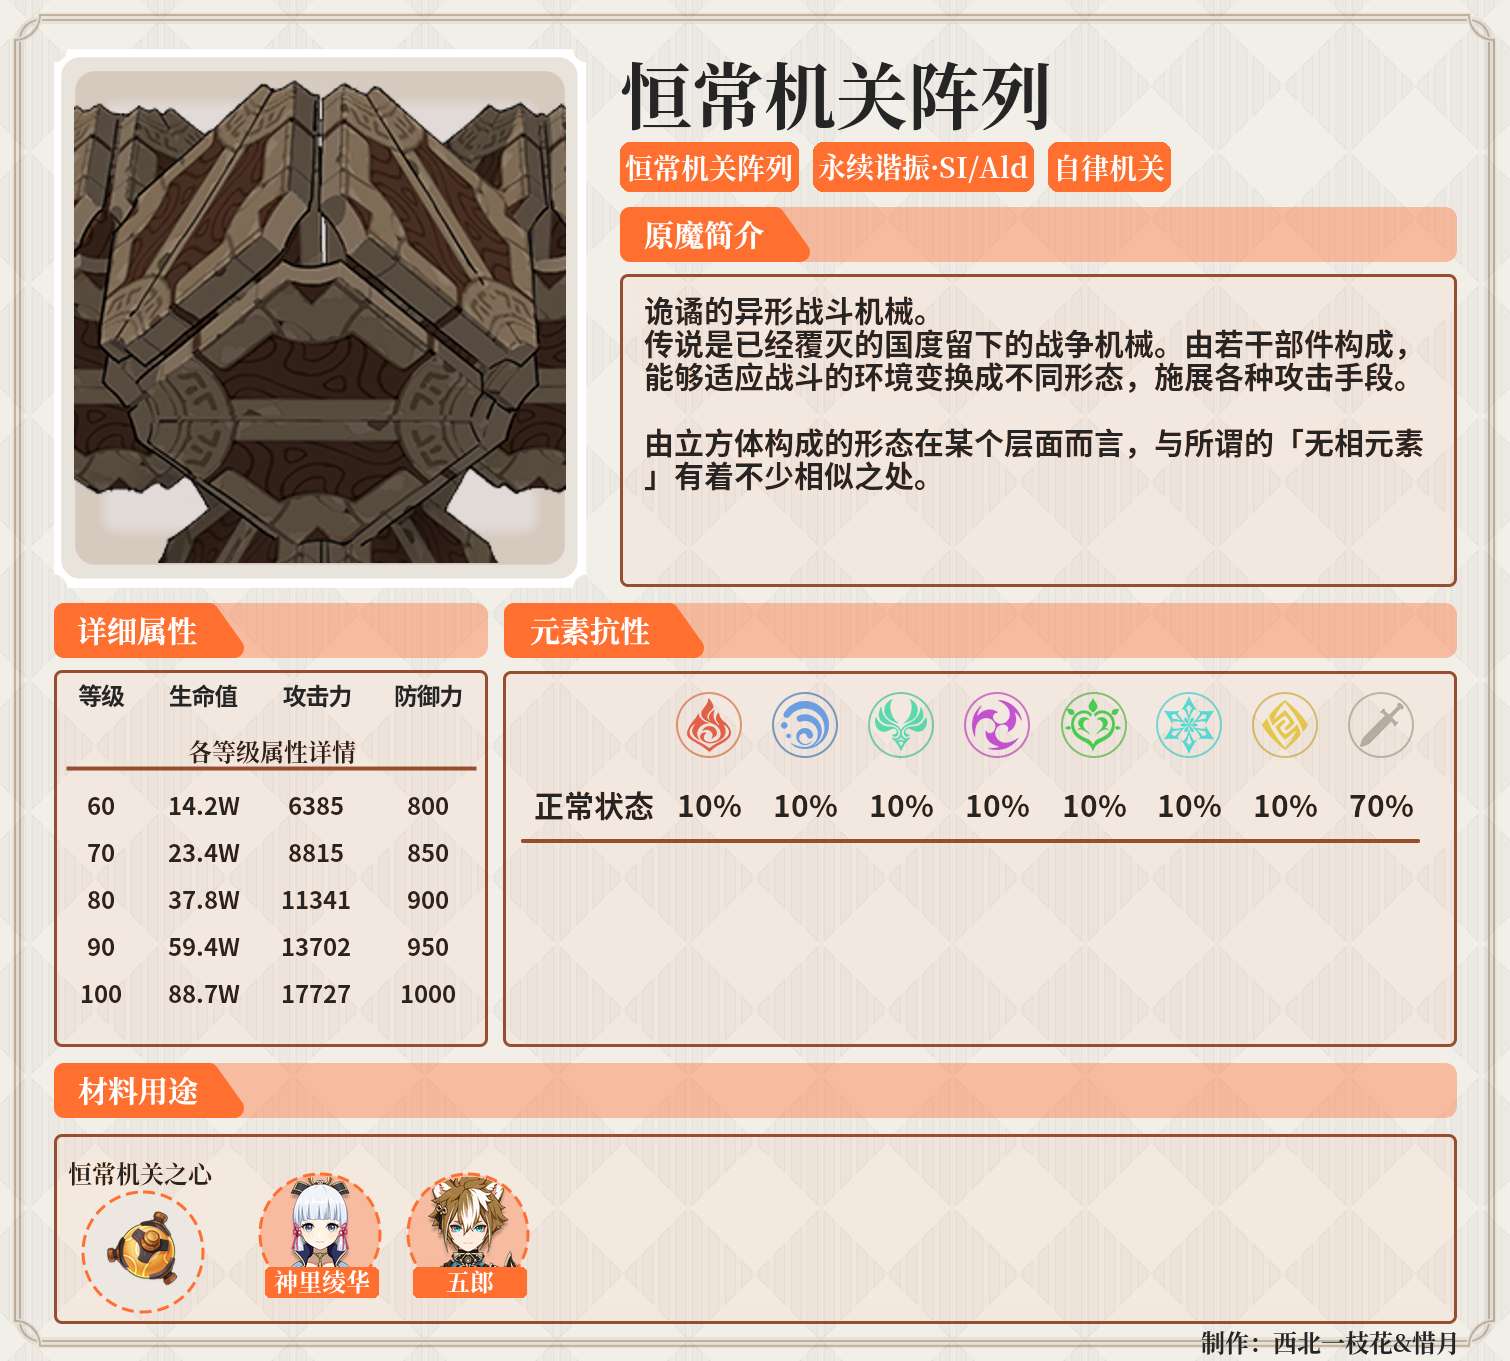 恒常机关阵列
恒常机关阵列 永续谐振·SI/Ald 自律机关
原魔简介
诡谲的异形战斗机械。
传说是已经覆灭的国度留下的战争机械。由若干部件构成，
能够适应战斗的环境变换成不同形态，施展各种攻击手段。
由立方体构成的形态在某个层面而言，与所谓的「无相元素
」有着不少相似之处。
详细属性
等级 生命值 攻击力 防御力
各等级属性详情
60 14.2W 6385 800
70 23.4W 8815 850
80 37.8W 11341 900
90 59.4W 13702 950
100 88.7W 17727 1000
元素抗性
正常状态 10% 10% 10% 10% 10% 10% 10% 70%
材料用途
恒常机关之心
神里绫华
五郎
制作：西北一枝花&惜月